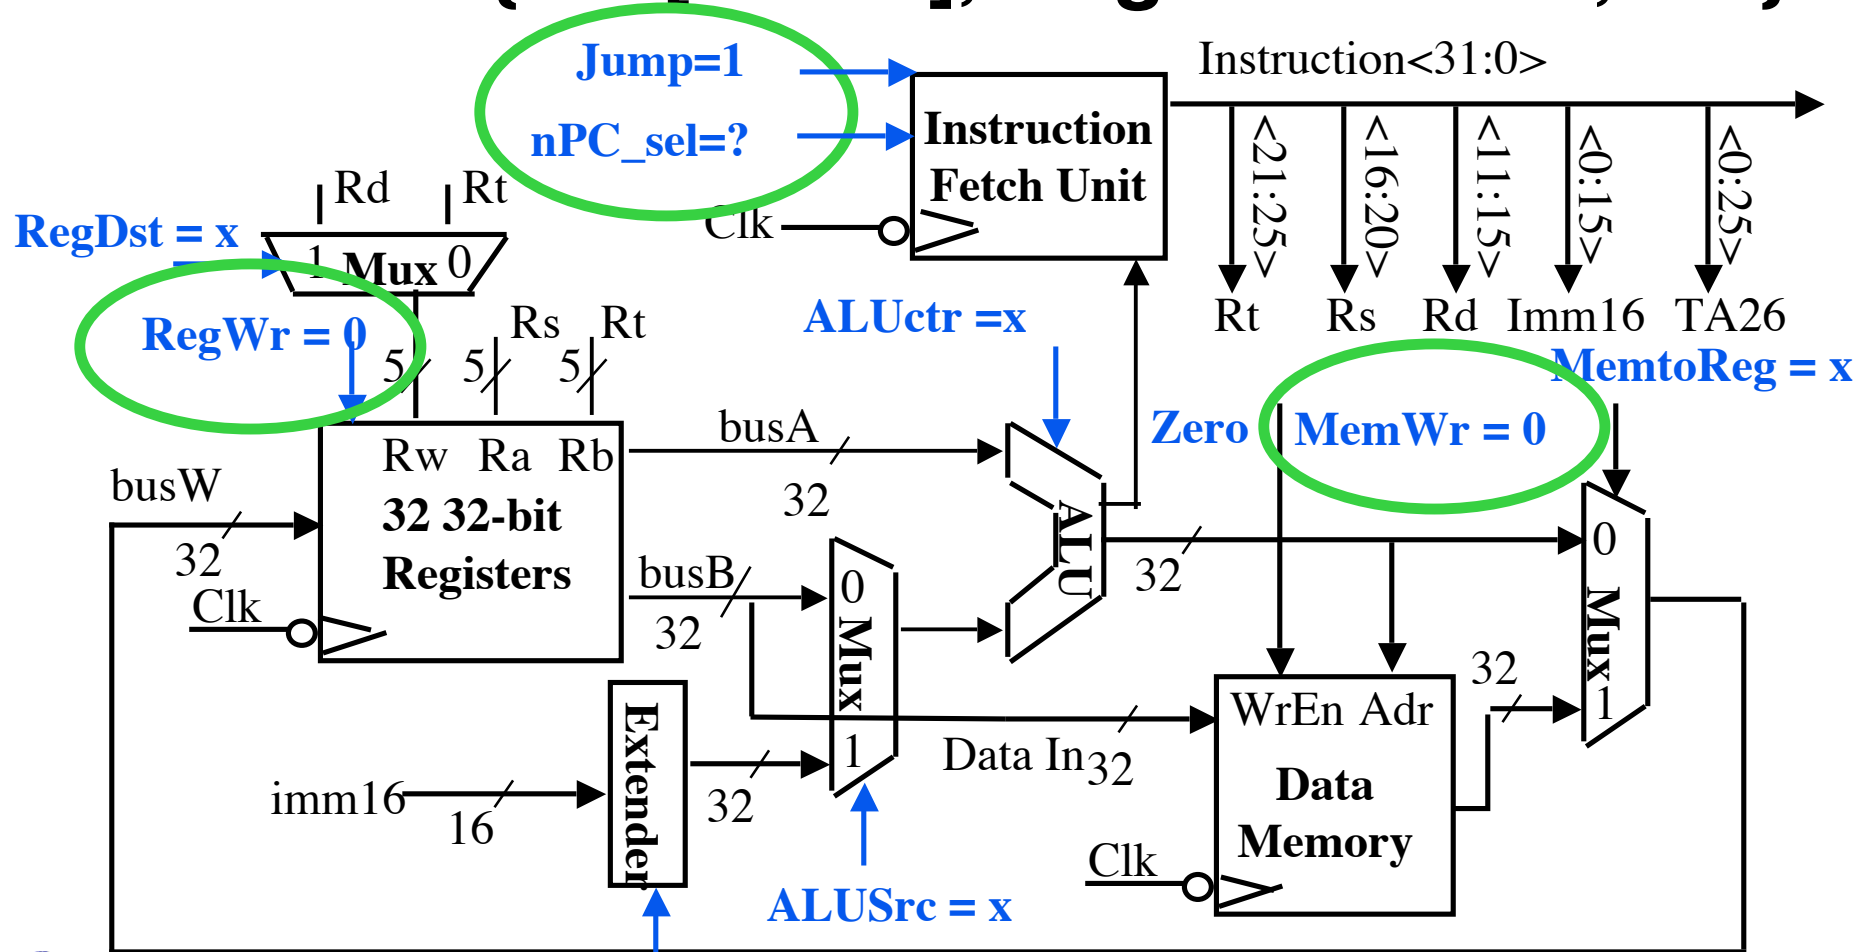 Jump=1
Instruction<31:0>
nPC_sel=?
Instruction
Fetch Unit
Clk
<21:25>
<16:20>
<11:15>
<0:15>
<0:25>
Rd
Rt
RegDst = x
1 Mux 0
RegWr = 0
5
5
Rs
5
Rt
ALUctr =x
Rt
Rs
Rd
Imm16
TA26
MemtoReg = x
Zero
MemWr = 0
busA
32
busW
32
Rw Ra Rb
32 32-bit
Registers
Clk
busB
32
0
Mux
1
ALU
32
0
Mux
1
32
WrEn Adr
Data In
32
Data
Memory
Clk
imm16
16
Extender
32
ALUSrc = x